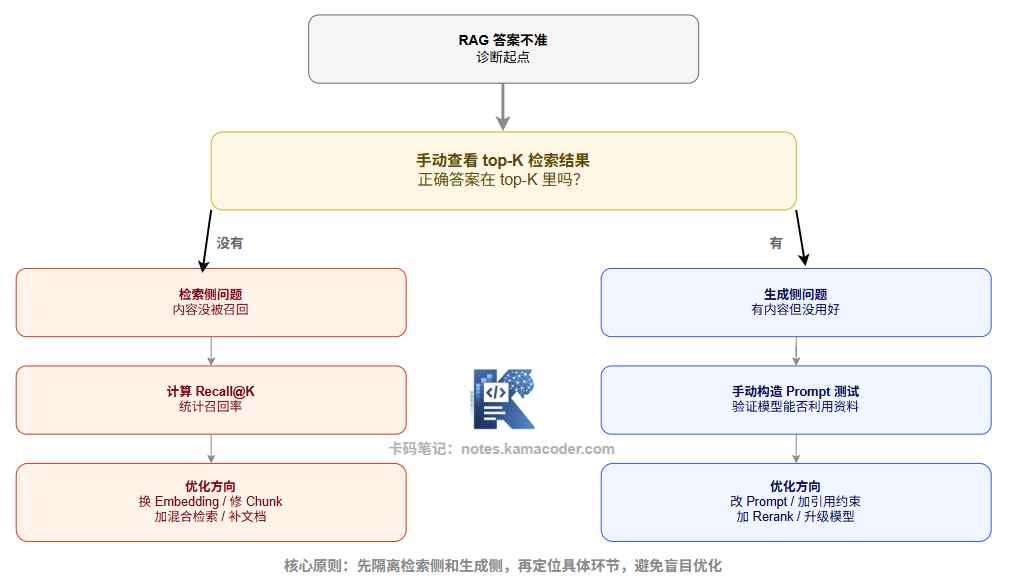 RAG 答案不准
诊断起点
手动查看 top-K 检索结果
正确答案在 top-K 里吗？
没有
有
检索侧问题
内容没被召回
生成侧问题
有内容但没用好
计算 Recall@K
统计召回率
手动构造 Prompt 测试
验证模型能否利用资料
卡码笔记：notes.kamacoder.com
优化方向
换 Embedding / 修 Chunk
加混合检索 / 补文档
优化方向
改 Prompt / 加引用约束
加 Rerank / 升级模型
核心原则：先隔离检索侧和生成侧，再定位具体环节，避免盲目优化